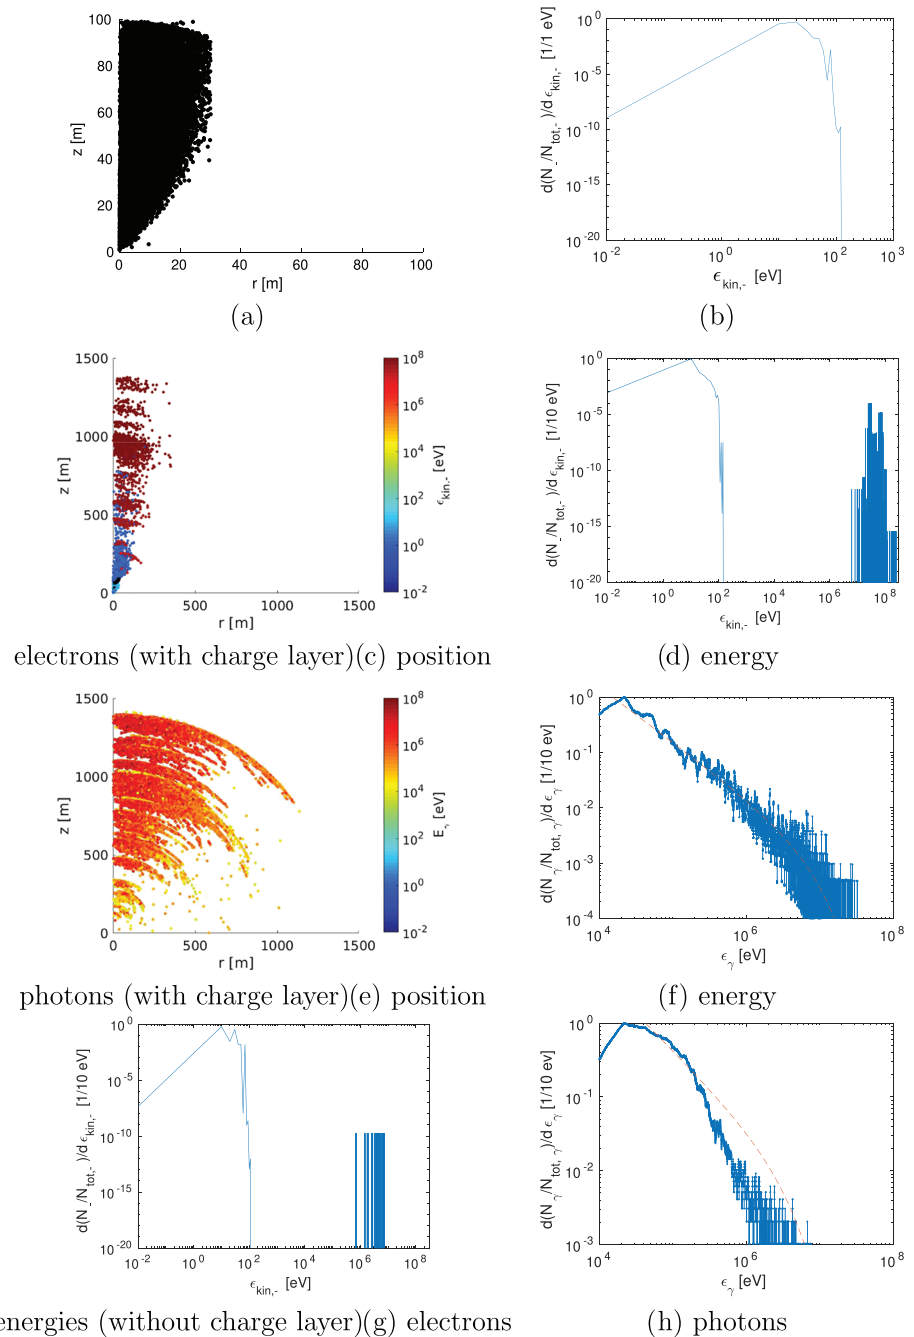 100
80
60
40
20
0
z [m]
0 20 40 60 80 100
r [m]
(a)
10^0
10^-5
10^-10
10^-15
10^-20
d(N_-/N_tot,-)/d ϵ_kin,- [1/1 eV]
10^-2 10^0 10^2 10^3
ϵ_kin,- [eV]
(b)
1500
1000
500
0
z [m]
0 500 1000 1500
r [m]
10^8
10^6
10^4
10^2
10^0
10^-2
ϵ_kin,- [eV]
electrons (with charge layer)(c) position
10^0
10^-5
10^-10
10^-15
10^-20
d(N_-/N_tot,-)/d ϵ_kin,- [1/10 eV]
10^-2 10^0 10^2 10^4 10^6 10^8
ϵ_kin,- [eV]
(d) energy
1500
1000
500
0
z [m]
0 500 1000 1500
r [m]
10^8
10^6
10^4
10^2
10^0
10^-2
E_γ [eV]
photons (with charge layer)(e) position
10^0
10^-1
10^-2
10^-3
10^-4
d(N_γ/N_tot, γ)/d ϵ_γ [1/10 ev]
10^4 10^6 10^8
ϵ_γ [eV]
(f) energy
10^0
10^-5
10^-10
10^-15
10^-20
d(N_-/N_tot,-)/d ϵ_kin,- [1/10 eV]
10^-2 10^0 10^2 10^4 10^6 10^8
ϵ_kin,- [eV]
energies (without charge layer)(g) electrons
10^0
10^-1
10^-2
10^-3
d(N_γ/N_tot, γ)/d ϵ_γ [1/10 ev]
10^4 10^6 10^8
ϵ_γ [eV]
(h) photons